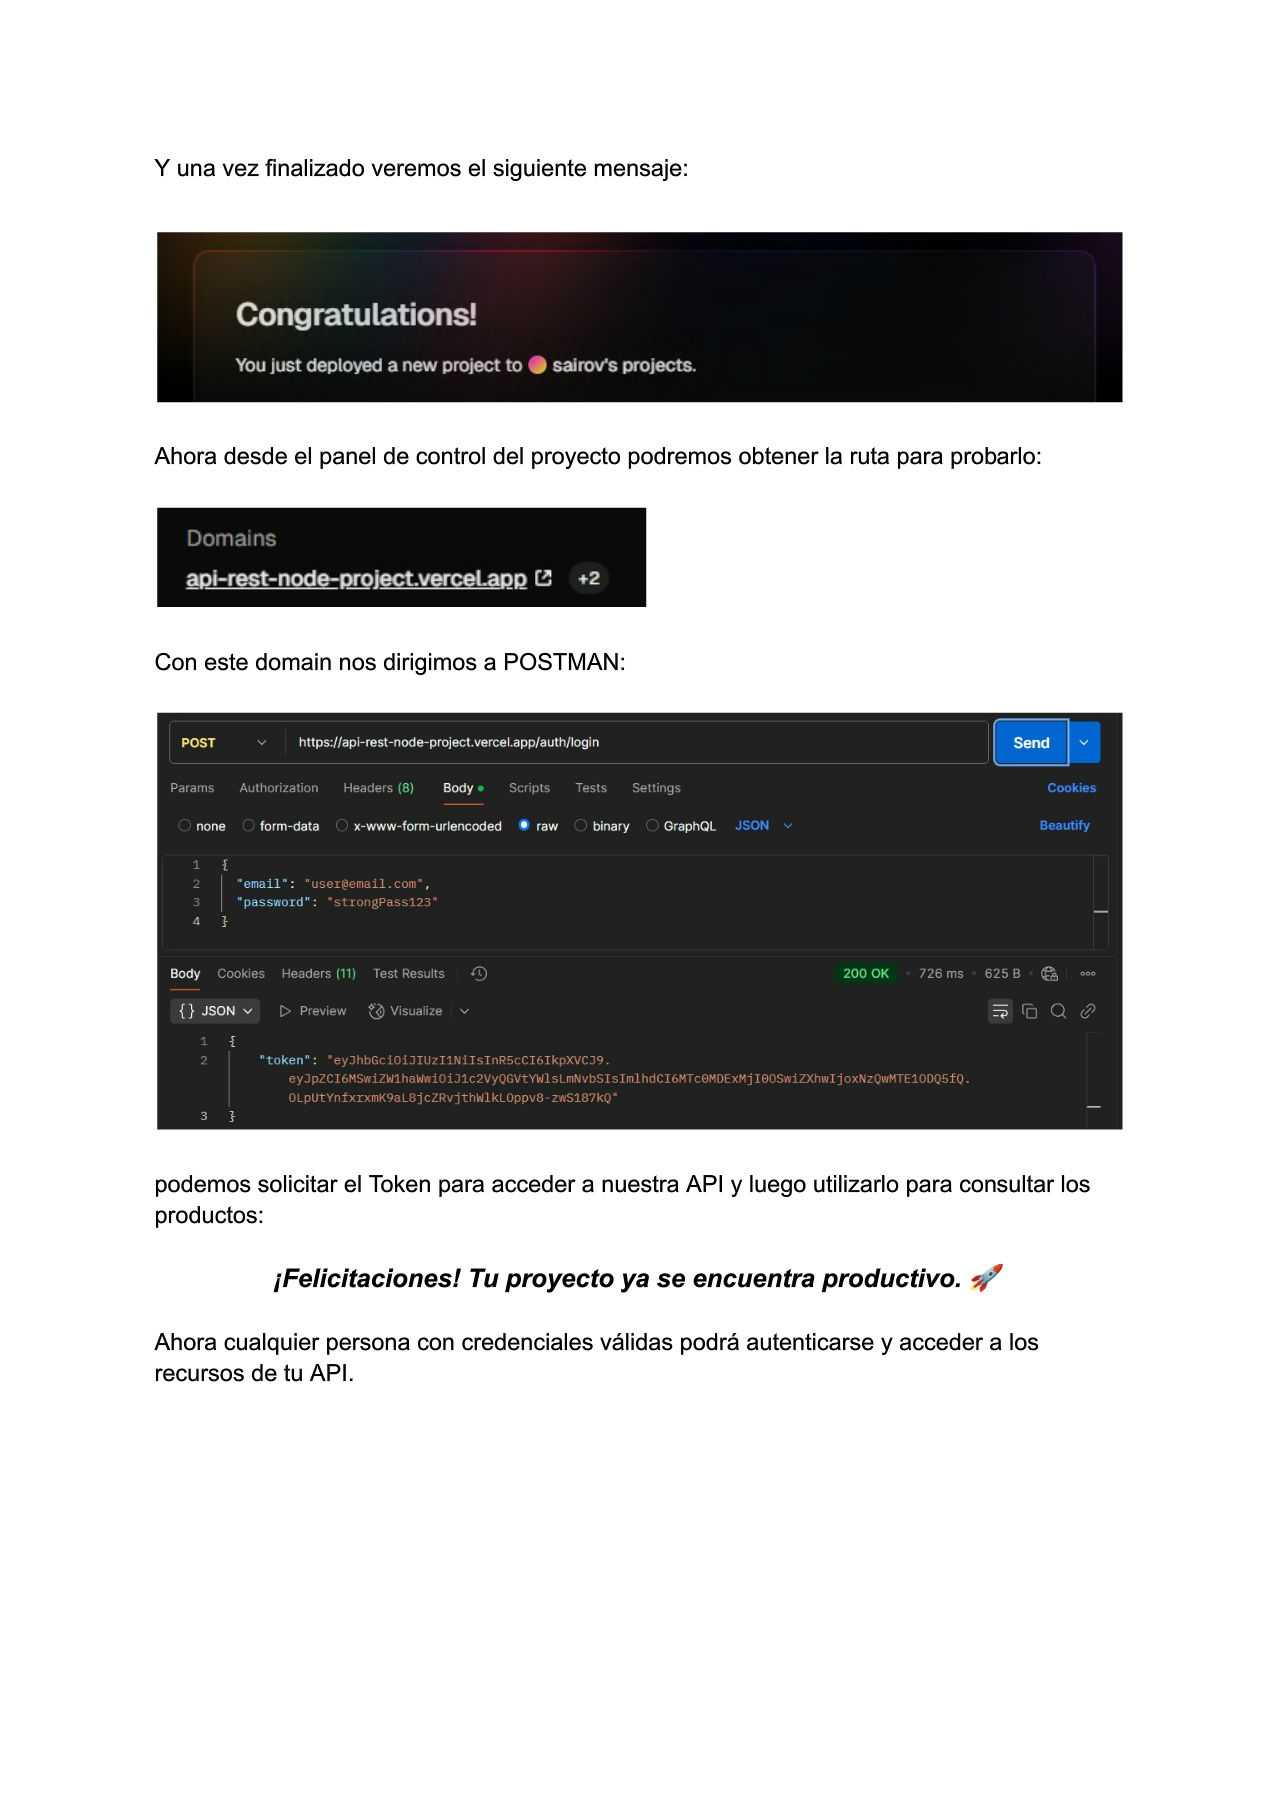 Y una vez finalizado veremos el siguiente mensaje:
Congratulations!
You just deployed a new project to sairov's projects.
Ahora desde el panel de control del proyecto podremos obtener la ruta para probarlo:
Domains
api-rest-node-project.vercel.app +2
Con este domain nos dirigimos a POSTMAN:
POST https://api-rest-node-project.vercel.app/auth/login Send
Params Authorization Headers (8) Body Scripts Tests Settings Cookies
none form-data x-www-form-urlencoded raw binary GraphQL JSON Beautify
1 {
2 "email": "user@email.com",
3 "password": "strongPass123"
4 }
Body Cookies Headers (11) Test Results 200 OK 726 ms 625 B
{} JSON Preview Visualize
1 {
2 "token": "eyJhbGciOiJIUzI1NiIsInR5cCI6IkpXVCJ9.
eyJpZCI6MSwiZW1haWwiOiJ1c2VyQGVtYWlsLmNvbSIsImlhdCI6MTc0MDExMjI0OSwiZXhwIjoxNzQwMTE1ODQ5fQ.
OLpUtYnfxrxmK9aL8jcZRvjthWlkLOppv8-zwS187kQ"
3 }
podemos solicitar el Token para acceder a nuestra API y luego utilizarlo para consultar los
productos:
¡Felicitaciones! Tu proyecto ya se encuentra productivo. 🚀
Ahora cualquier persona con credenciales válidas podrá autenticarse y acceder a los
recursos de tu API.